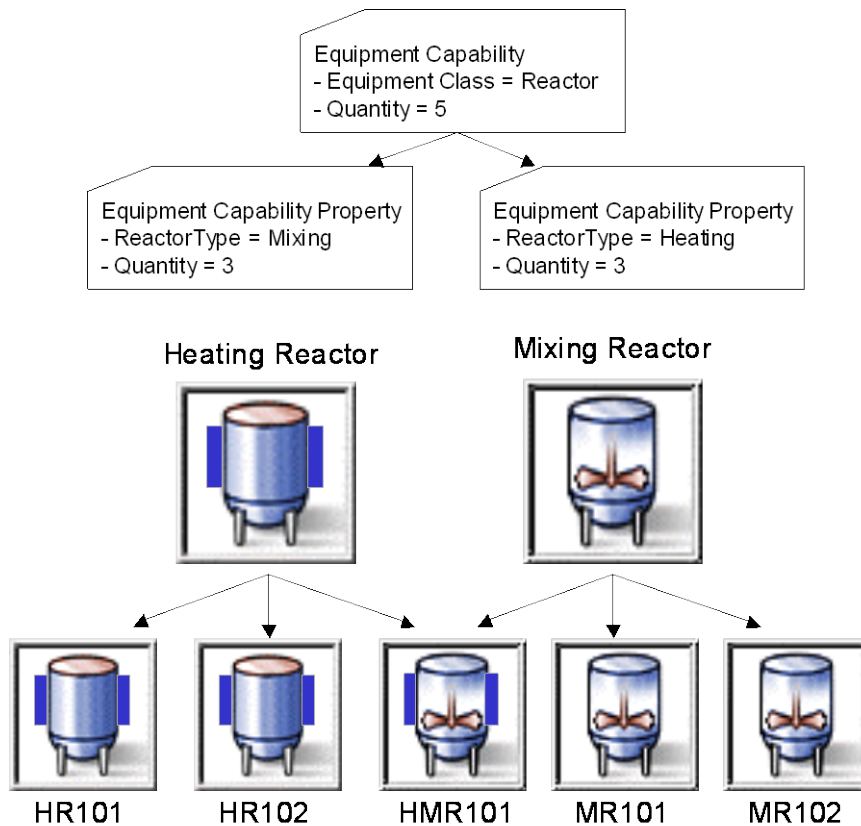 Equipment Capability
- Equipment Class = Reactor
- Quantity = 5
Equipment Capability Property
- ReactorType = Mixing
- Quantity = 3
Equipment Capability Property
- ReactorType = Heating
- Quantity = 3
Heating Reactor
Mixing Reactor
HR101
HR102
HMR101
MR101
MR102